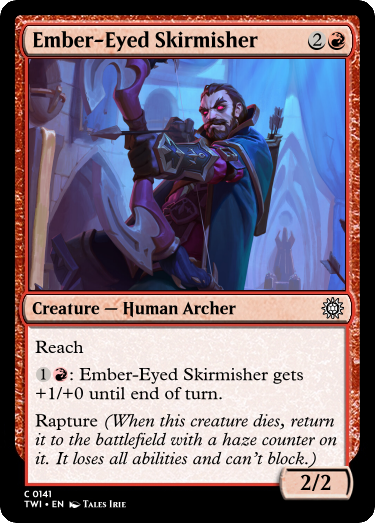 Ember-Eyed Skirmisher 2
Creature — Human Archer
Reach
1 : Ember-Eyed Skirmisher gets
+1/+0 until end of turn.
Rapture (When this creature dies, return
it to the battlefield with a haze counter on
it. It loses all abilities and can't block.)
2/2
C 0141
TWI • EN Tales Irie